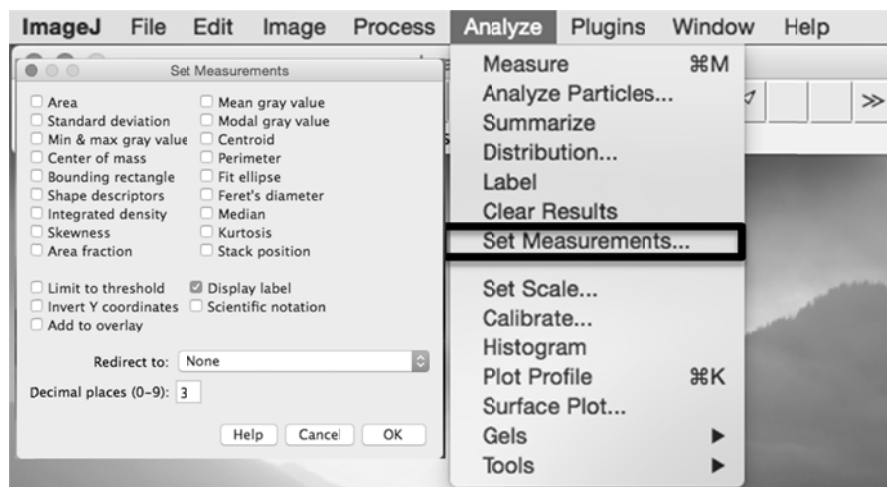 ImageJ File Edit Image Process Analyze Plugins Window Help
Set Measurements
Area Mean gray value
Standard deviation Modal gray value
Min & max gray value Centroid
Center of mass Perimeter
Bounding rectangle Fit ellipse
Shape descriptors Feret's diameter
Integrated density Median
Skewness Kurtosis
Area fraction Stack position
Limit to threshold Display label
Invert Y coordinates Scientific notation
Add to overlay
Redirect to: None
Decimal places (0-9): 3
Help Cancel OK
Measure ⌘M
Analyze Particles...
Summarize
Distribution...
Label
Clear Results
Set Measurements...
Set Scale...
Calibrate...
Histogram
Plot Profile ⌘K
Surface Plot...
Gels ▶
Tools ▶